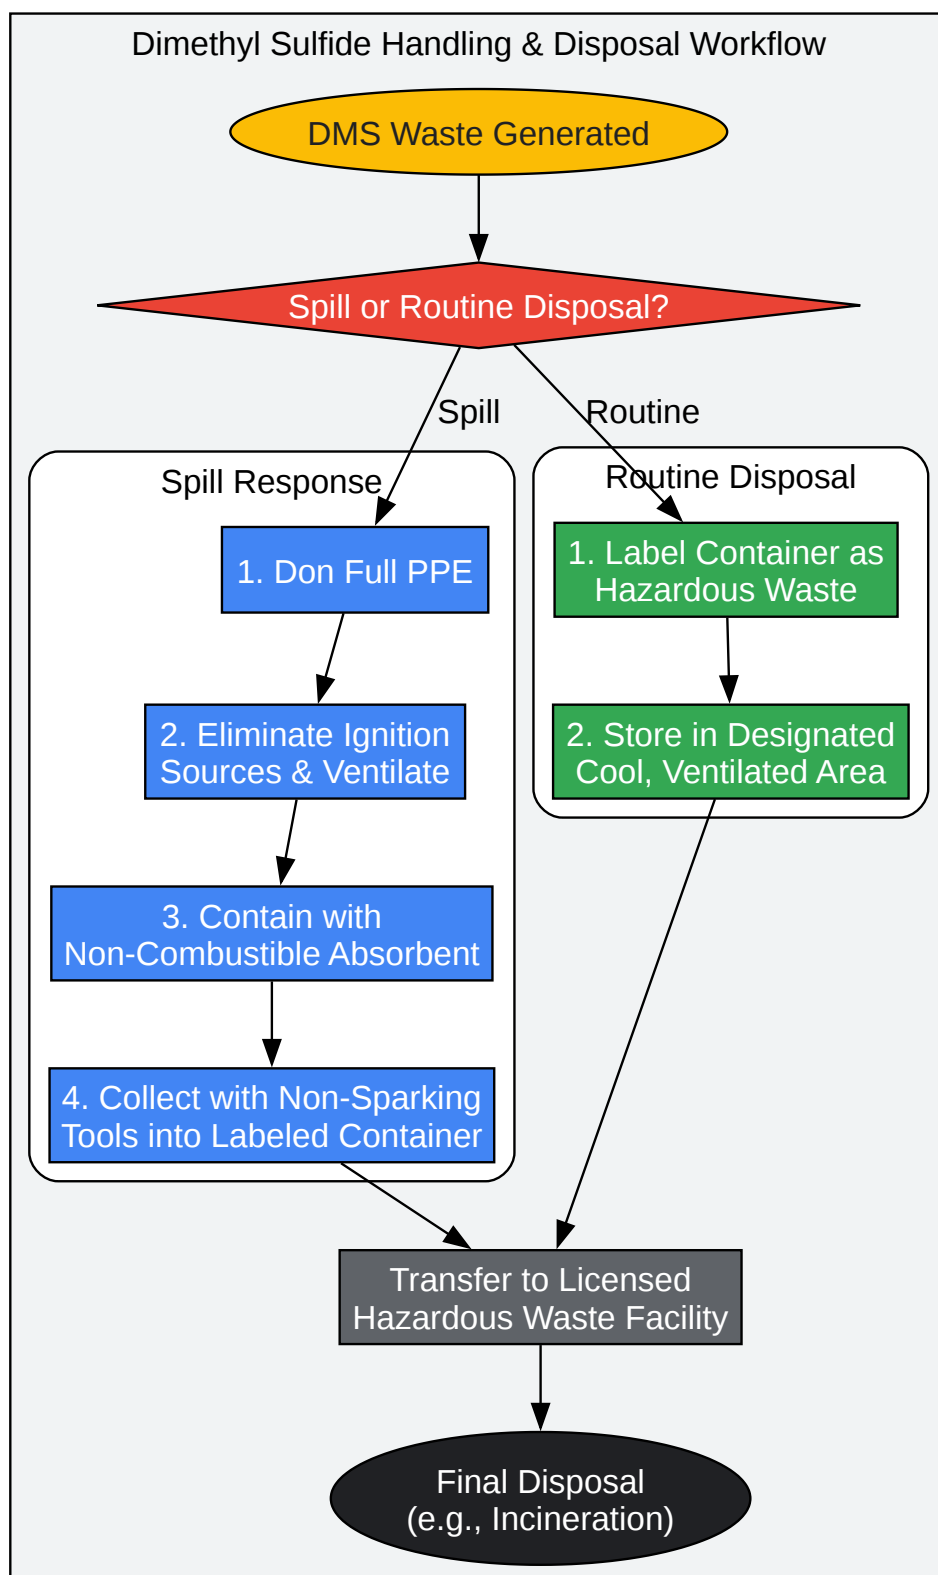 Dimethyl Sulfide Handling & Disposal Workflow
DMS Waste Generated
Spill or Routine Disposal?
Spill
Routine
Spill Response
1. Don Full PPE
2. Eliminate Ignition
Sources & Ventilate
3. Contain with
Non-Combustible Absorbent
4. Collect with Non-Sparking
Tools into Labeled Container
Routine Disposal
1. Label Container as
Hazardous Waste
2. Store in Designated
Cool, Ventilated Area
Transfer to Licensed
Hazardous Waste Facility
Final Disposal
(e.g., Incineration)